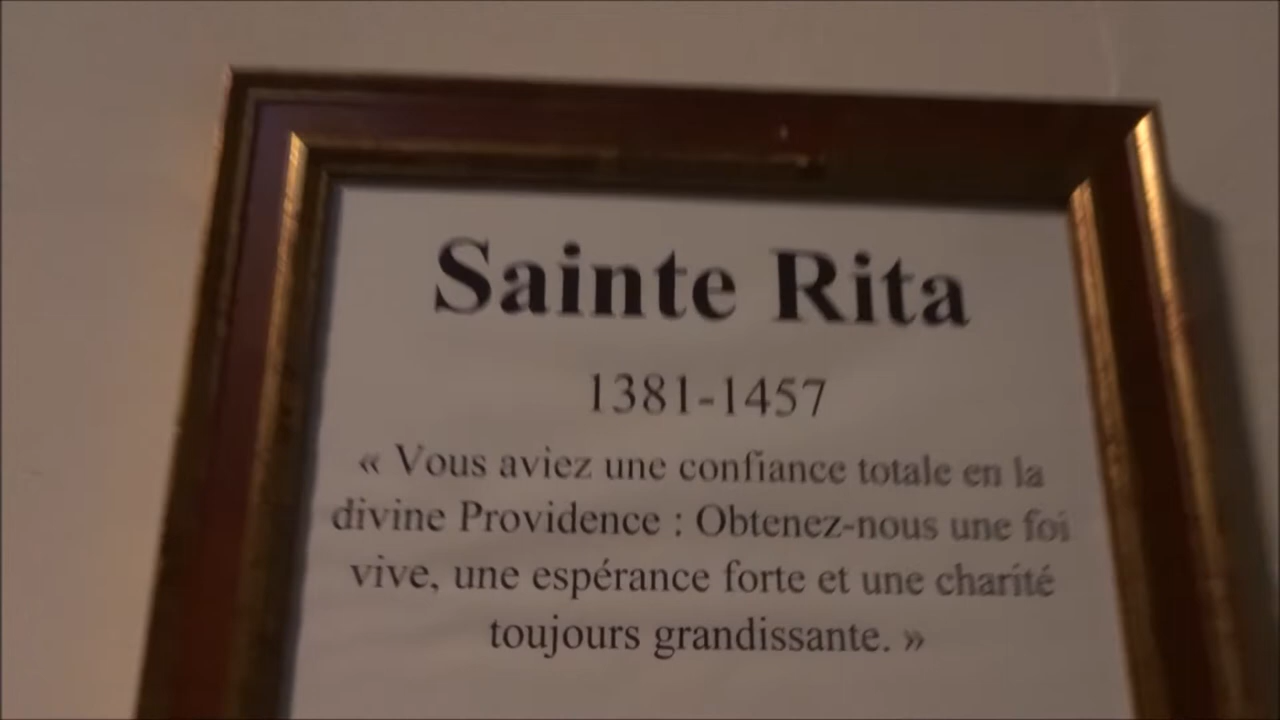 Sainte Rita
1381-1457
« Vous aviez une confiance totale en la
divine Providence : Obtenez-nous une foi
vive, une espérance forte et une charité
toujours grandissante. »